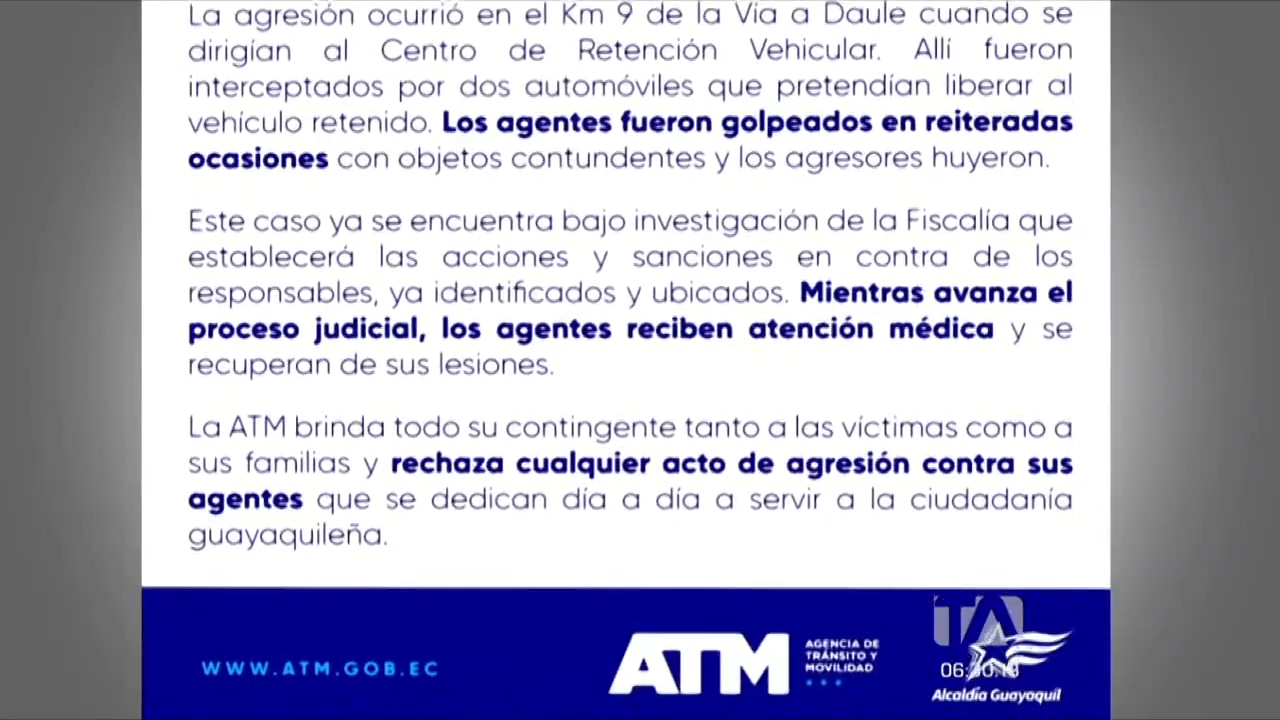 La agresión ocurrió en el Km 9 de la Vía a Daule cuando se
dirigían al Centro de Retención Vehicular. Allí fueron
interceptados por dos automóviles que pretendían liberar al
vehículo retenido. Los agentes fueron golpeados en reiteradas
ocasiones con objetos contundentes y los agresores huyeron.
Este caso ya se encuentra bajo investigación de la Fiscalía que
establecerá las acciones y sanciones en contra de los
responsables, ya identificados y ubicados. Mientras avanza el
proceso judicial, los agentes reciben atención médica y se
recuperan de sus lesiones.
La ATM brinda todo su contingente tanto a las víctimas como a
sus familias y rechaza cualquier acto de agresión contra sus
agentes que se dedican día a día a servir a la ciudadanía
guayaquileña.
WWW.ATM.GOB.EC
ATM
AGENCIA DE
TRÁNSITO Y
MOVILIDAD
TA
Alcaldía Guayaquil